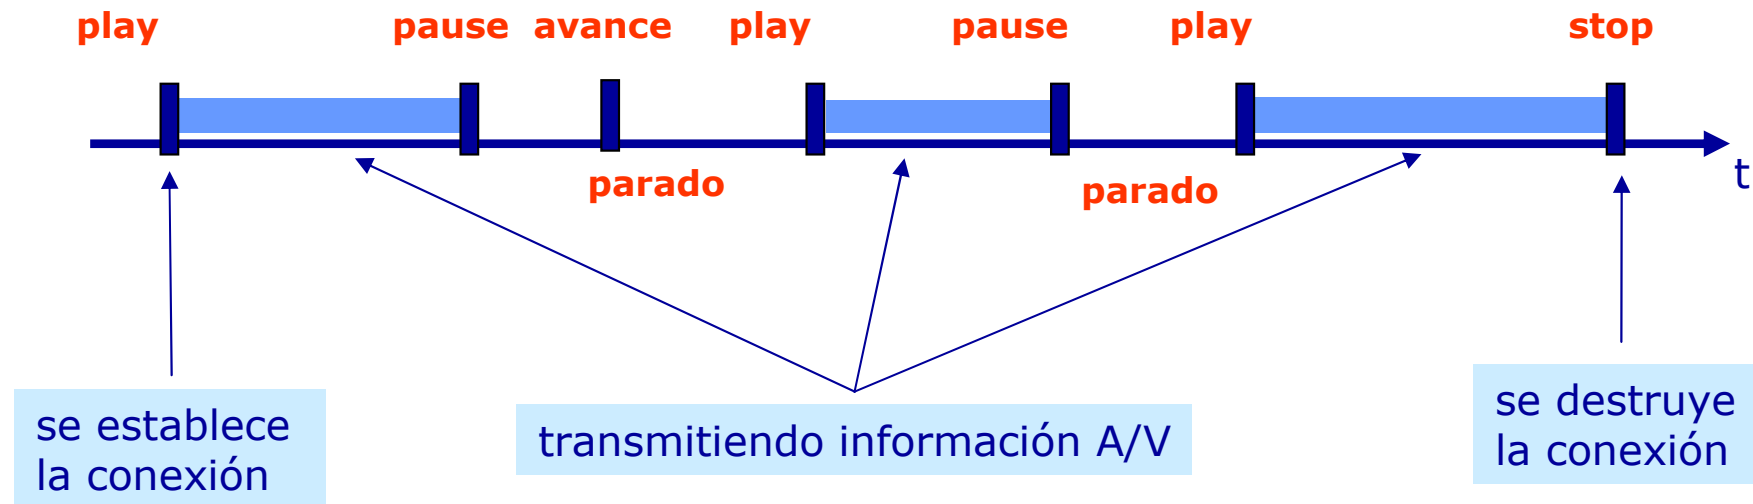 play pause avance play pause play stop
t
parado parado
se establece
la conexión
transmitiendo información A/V
se destruye
la conexión